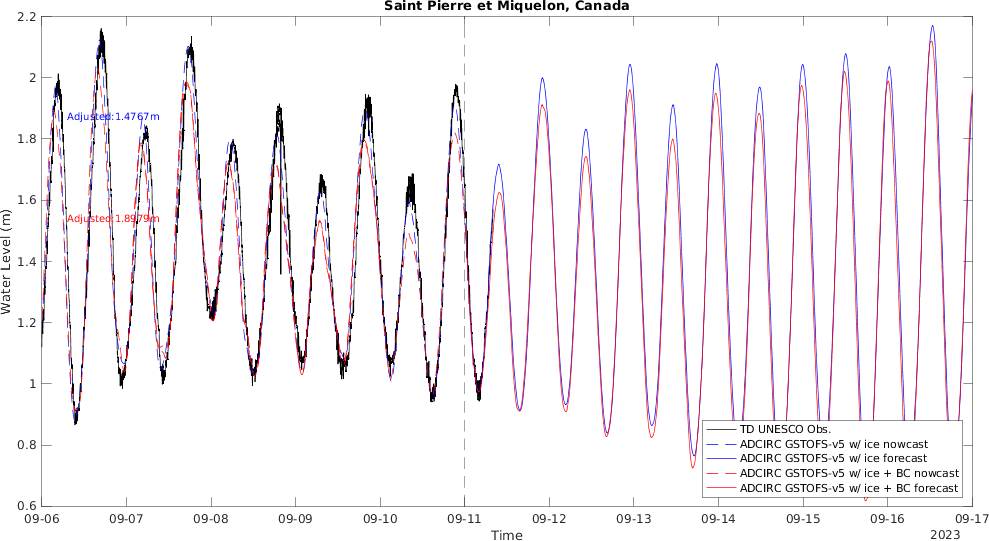 Saint Pierre et Miquelon, Canada
2.2
2
1.8
1.6
1.4
1.2
1
0.8
0.6
Water Level (m)
Adjusted:1.4767m
Adjusted:1.8979m
TD UNESCO Obs.
ADCIRC GSTOFS-v5 w/ ice nowcast
ADCIRC GSTOFS-v5 w/ ice forecast
ADCIRC GSTOFS-v5 w/ ice + BC nowcast
ADCIRC GSTOFS-v5 w/ ice + BC forecast
09-06 09-07 09-08 09-09 09-10 09-11 09-12 09-13 09-14 09-15 09-16 09-17
Time
2023